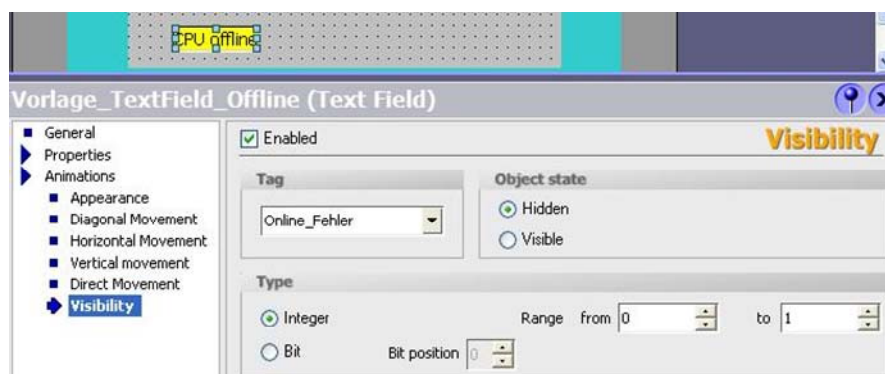 CPU offline
Vorlage_TextField_Offline (Text Field)
General
Properties
Animations
Appearance
Diagonal Movement
Horizontal Movement
Vertical movement
Direct Movement
Visibility
Enabled
Visibility
Tag
Online_Fehler
Object state
Hidden
Visible
Type
Integer
Range from 0 to 1
Bit
Bit position 0